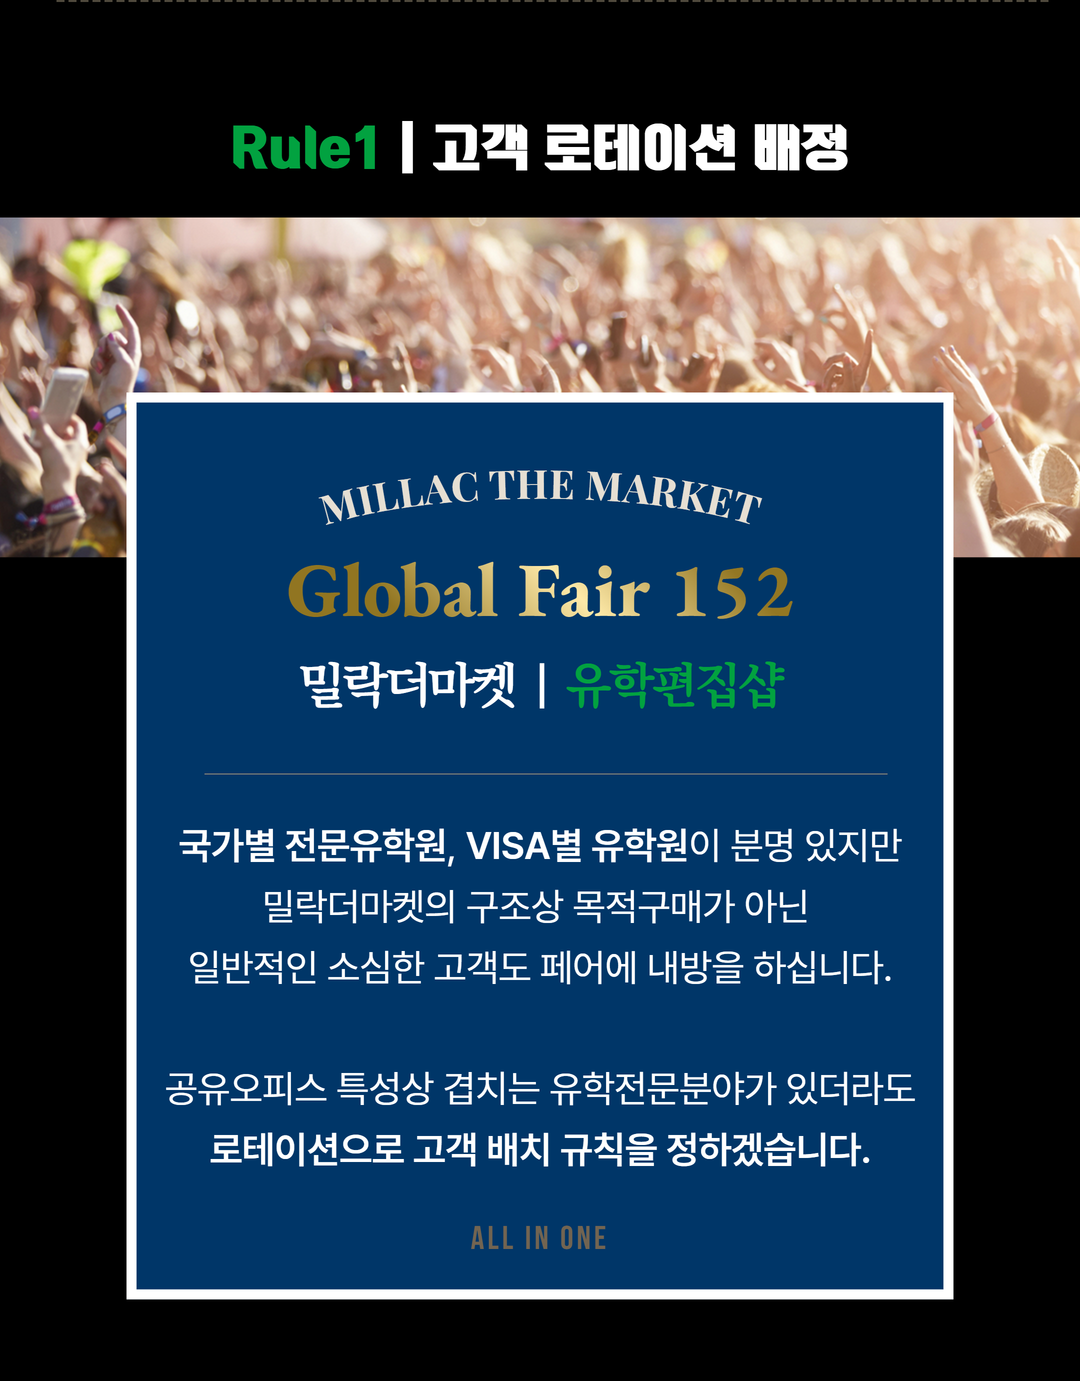 Rule1 | 고객 로테이션 배정
MILLAC THE MARKET
Global Fair 152
밀락더마켓 | 유학편집샵
국가별 전문유학원, VISA별 유학원이 분명 있지만
밀락더마켓의 구조상 목적구매가 아닌
일반적인 소심한 고객도 페어에 내방을 하십니다.
공유오피스 특성상 겹치는 유학전문분야가 있더라도
로테이션으로 고객 배치 규칙을 정하겠습니다.
ALL IN ONE